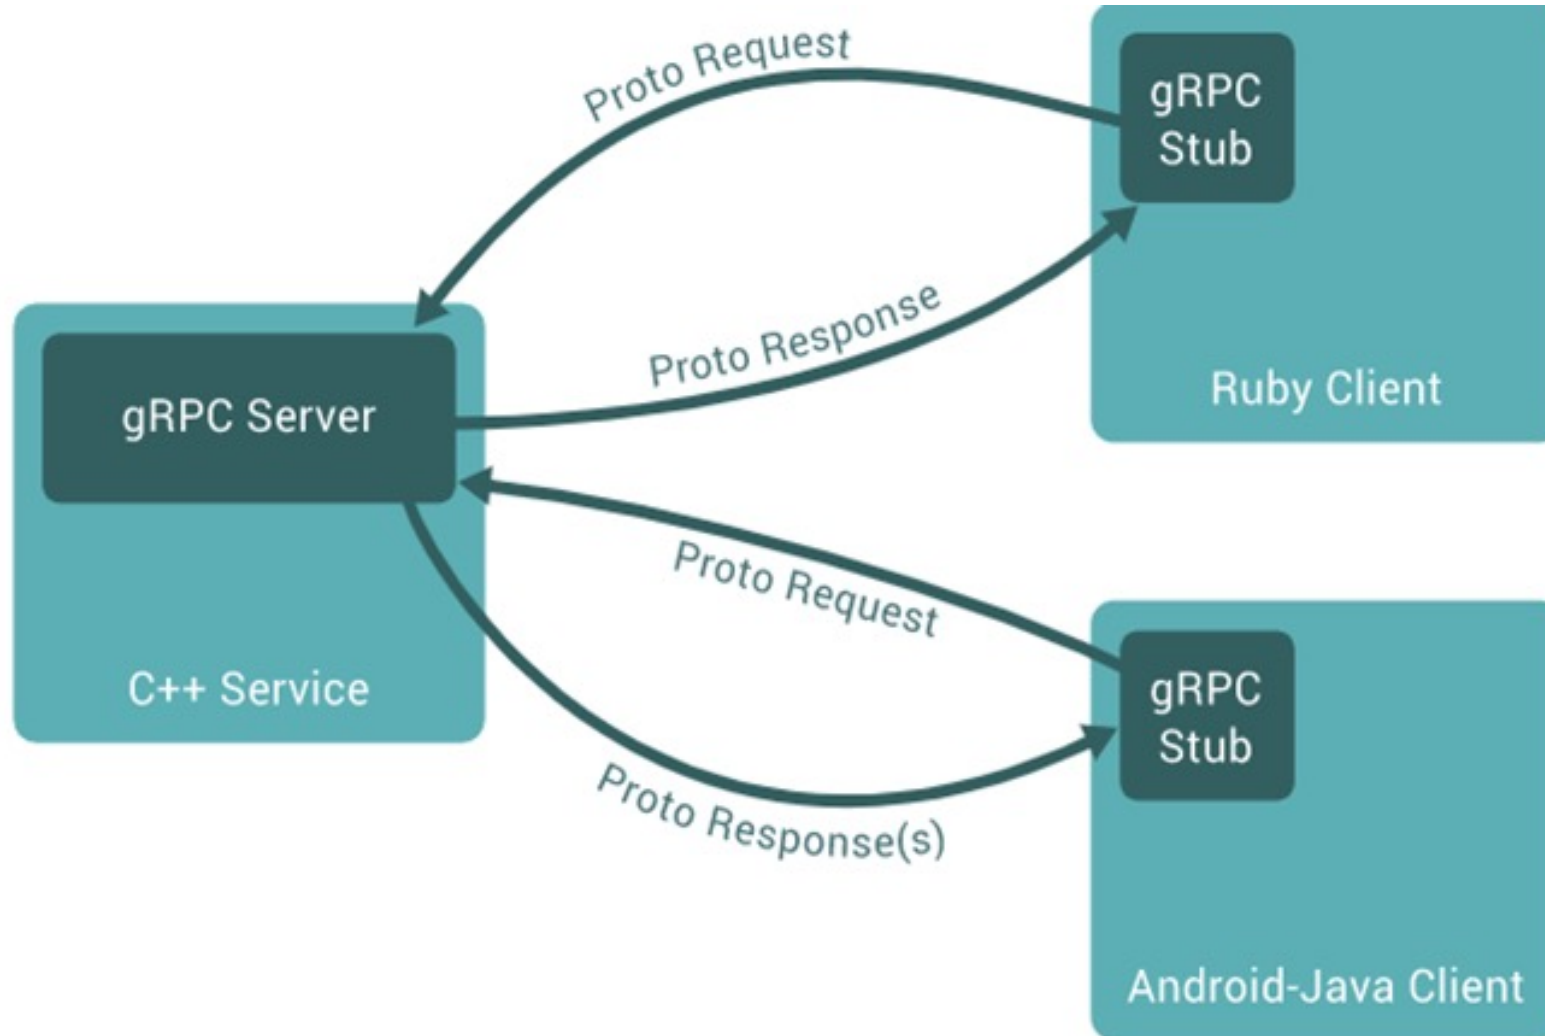 Proto Request
gRPC
Stub
Proto Response
Ruby Client
gRPC Server
C++ Service
Proto Request
gRPC
Stub
Proto Response(s)
Android-Java Client